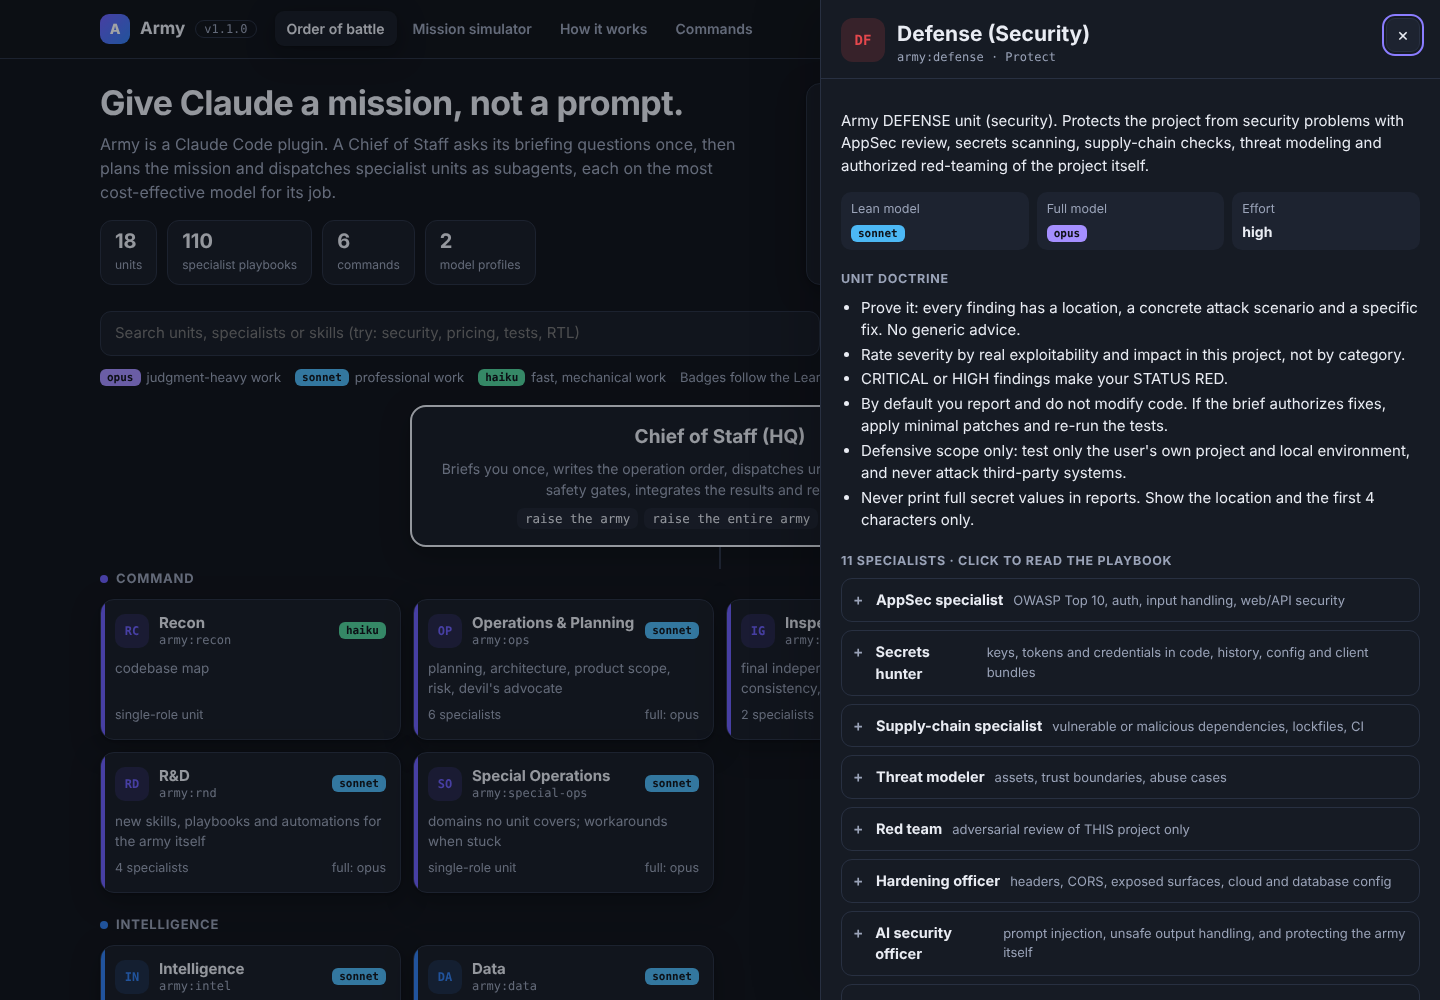 A Army v1.1.0 Order of battle Mission simulator How it works Commands
Give Claude a mission, not a prompt.
Army is a Claude Code plugin. A Chief of Staff asks its briefing questions once, then
plans the mission and dispatches specialist units as subagents, each on the most
cost-effective model for its job.
18 110 6 2
units specialist playbooks commands model profiles
Search units, specialists or skills (try: security, pricing, tests, RTL)
opus judgment-heavy work sonnet professional work haiku fast, mechanical work Badges follow the Lean
Chief of Staff (HQ)
Briefs you once, writes the operation order, dispatches
safety gates, integrates the results and
raise the army raise the entire army
COMMAND
RC Recon haiku
army:recon
codebase map
single-role unit
OP Operations & Planning sonnet
army:ops
planning, architecture, product scope,
risk, devil's advocate
6 specialists full: opus
IG
army:
final
consistency,
2 specialists
RD R&D sonnet
army:rnd
new skills, playbooks and automations for
the army itself
4 specialists full: opus
SO Special Operations sonnet
army:special-ops
domains no unit covers; workarounds
when stuck
single-role unit full: opus
INTELLIGENCE
IN Intelligence sonnet
army:intel
DA Data sonnet
army:data
DF Defense (Security) ×
army:defense · Protect
Army DEFENSE unit (security). Protects the project from security problems with
AppSec review, secrets scanning, supply-chain checks, threat modeling and
authorized red-teaming of the project itself.
Lean model Full model Effort
sonnet opus high
UNIT DOCTRINE
• Prove it: every finding has a location, a concrete attack scenario and a specific
fix. No generic advice.
• Rate severity by real exploitability and impact in this project, not by category.
• CRITICAL or HIGH findings make your STATUS RED.
• By default you report and do not modify code. If the brief authorizes fixes,
apply minimal patches and re-run the tests.
• Defensive scope only: test only the user's own project and local environment,
and never attack third-party systems.
• Never print full secret values in reports. Show the location and the first 4
characters only.
11 SPECIALISTS · CLICK TO READ THE PLAYBOOK
+ AppSec specialist OWASP Top 10, auth, input handling, web/API security
+ Secrets hunter keys, tokens and credentials in code, history, config and client bundles
+ Supply-chain specialist vulnerable or malicious dependencies, lockfiles, CI
+ Threat modeler assets, trust boundaries, abuse cases
+ Red team adversarial review of THIS project only
+ Hardening officer headers, CORS, exposed surfaces, cloud and database config
+ AI security officer prompt injection, unsafe output handling, and protecting the army itself